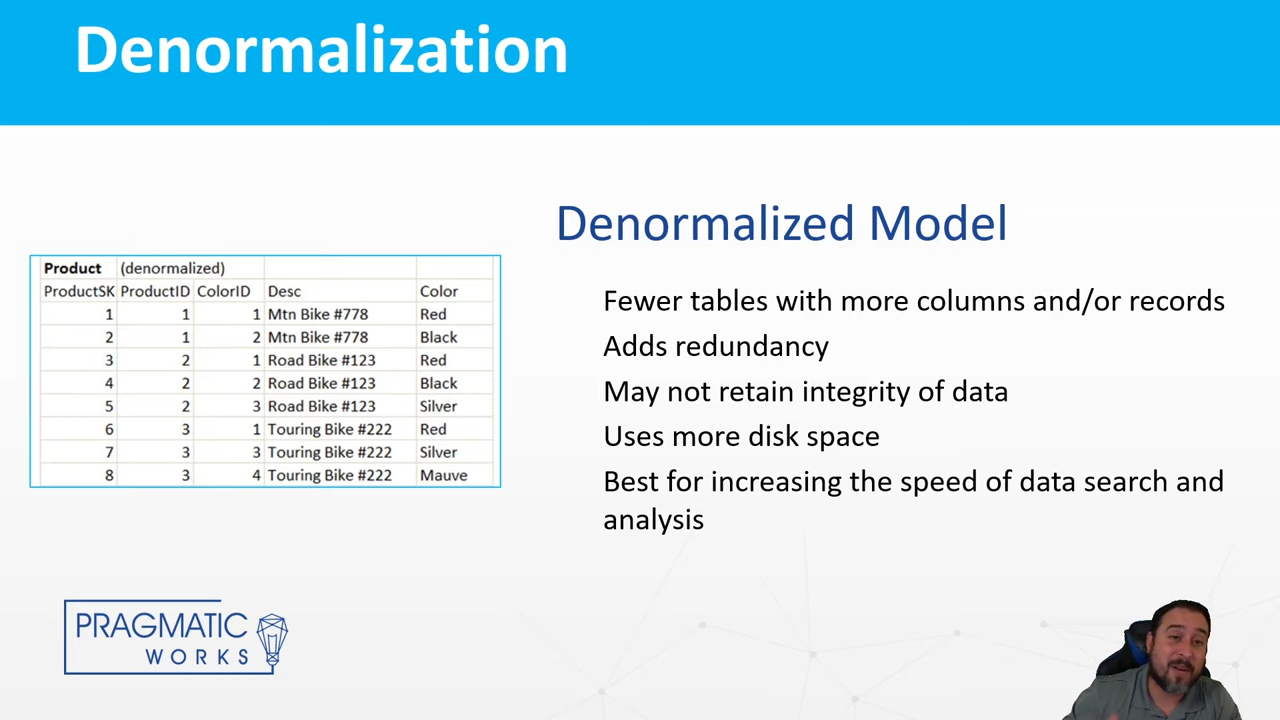 Denormalization
Denormalized Model
Product (denormalized)
ProductSK ProductID ColorID Desc Color
1 1 1 Mtn Bike #778 Red
2 1 2 Mtn Bike #778 Black
3 2 1 Road Bike #123 Red
4 2 2 Road Bike #123 Black
5 2 3 Road Bike #123 Silver
6 3 1 Touring Bike #222 Red
7 3 3 Touring Bike #222 Silver
8 3 4 Touring Bike #222 Mauve
Fewer tables with more columns and/or records
Adds redundancy
May not retain integrity of data
Uses more disk space
Best for increasing the speed of data search and
analysis
PRAGMATIC
WORKS